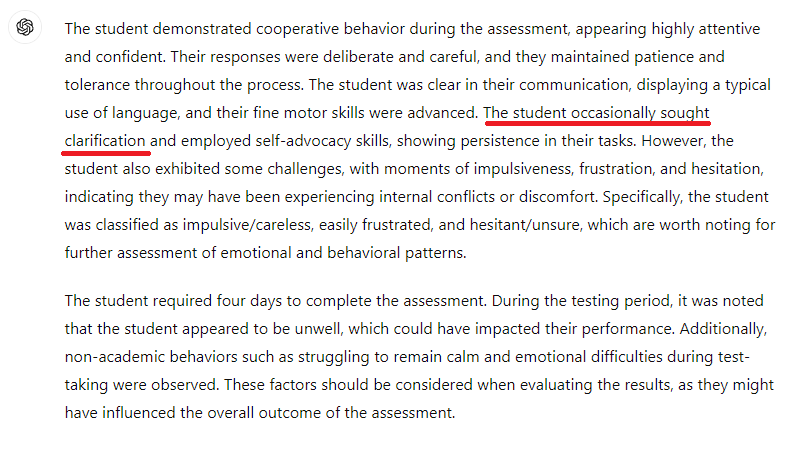 The student demonstrated cooperative behavior during the assessment, appearing highly attentive
and confident. Their responses were deliberate and careful, and they maintained patience and
tolerance throughout the process. The student was clear in their communication, displaying a typical
use of language, and their fine motor skills were advanced. The student occasionally sought
clarification and employed self-advocacy skills, showing persistence in their tasks. However, the
student also exhibited some challenges, with moments of impulsiveness, frustration, and hesitation,
indicating they may have been experiencing internal conflicts or discomfort. Specifically, the student
was classified as impulsive/careless, easily frustrated, and hesitant/unsure, which are worth noting for
further assessment of emotional and behavioral patterns.
The student required four days to complete the assessment. During the testing period, it was noted
that the student appeared to be unwell, which could have impacted their performance. Additionally,
non-academic behaviors such as struggling to remain calm and emotional difficulties during test-
taking were observed. These factors should be considered when evaluating the results, as they might
have influenced the overall outcome of the assessment.